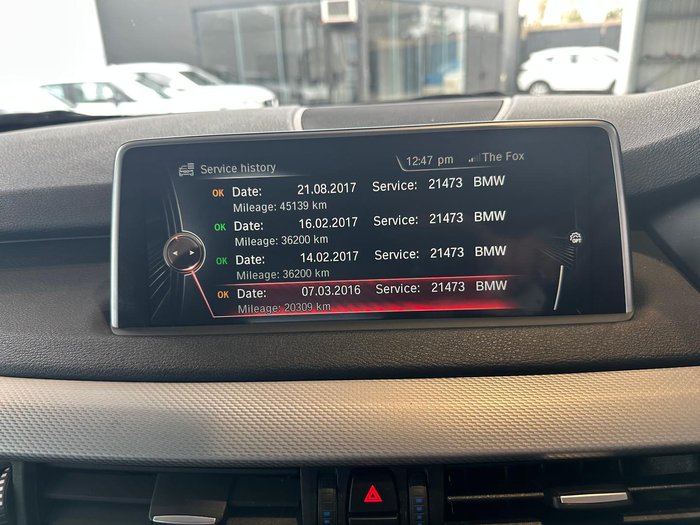 Service history 12:47 pm The Fox
OK Date: 21.08.2017 Service: 21473 BMW
Mileage: 45139 km
OK Date: 16.02.2017 Service: 21473 BMW
Mileage: 36200 km
OK Date: 14.02.2017 Service: 21473 BMW
Mileage: 36200 km
OK Date: 07.03.2016 Service: 21473 BMW
Mileage: 20309 km